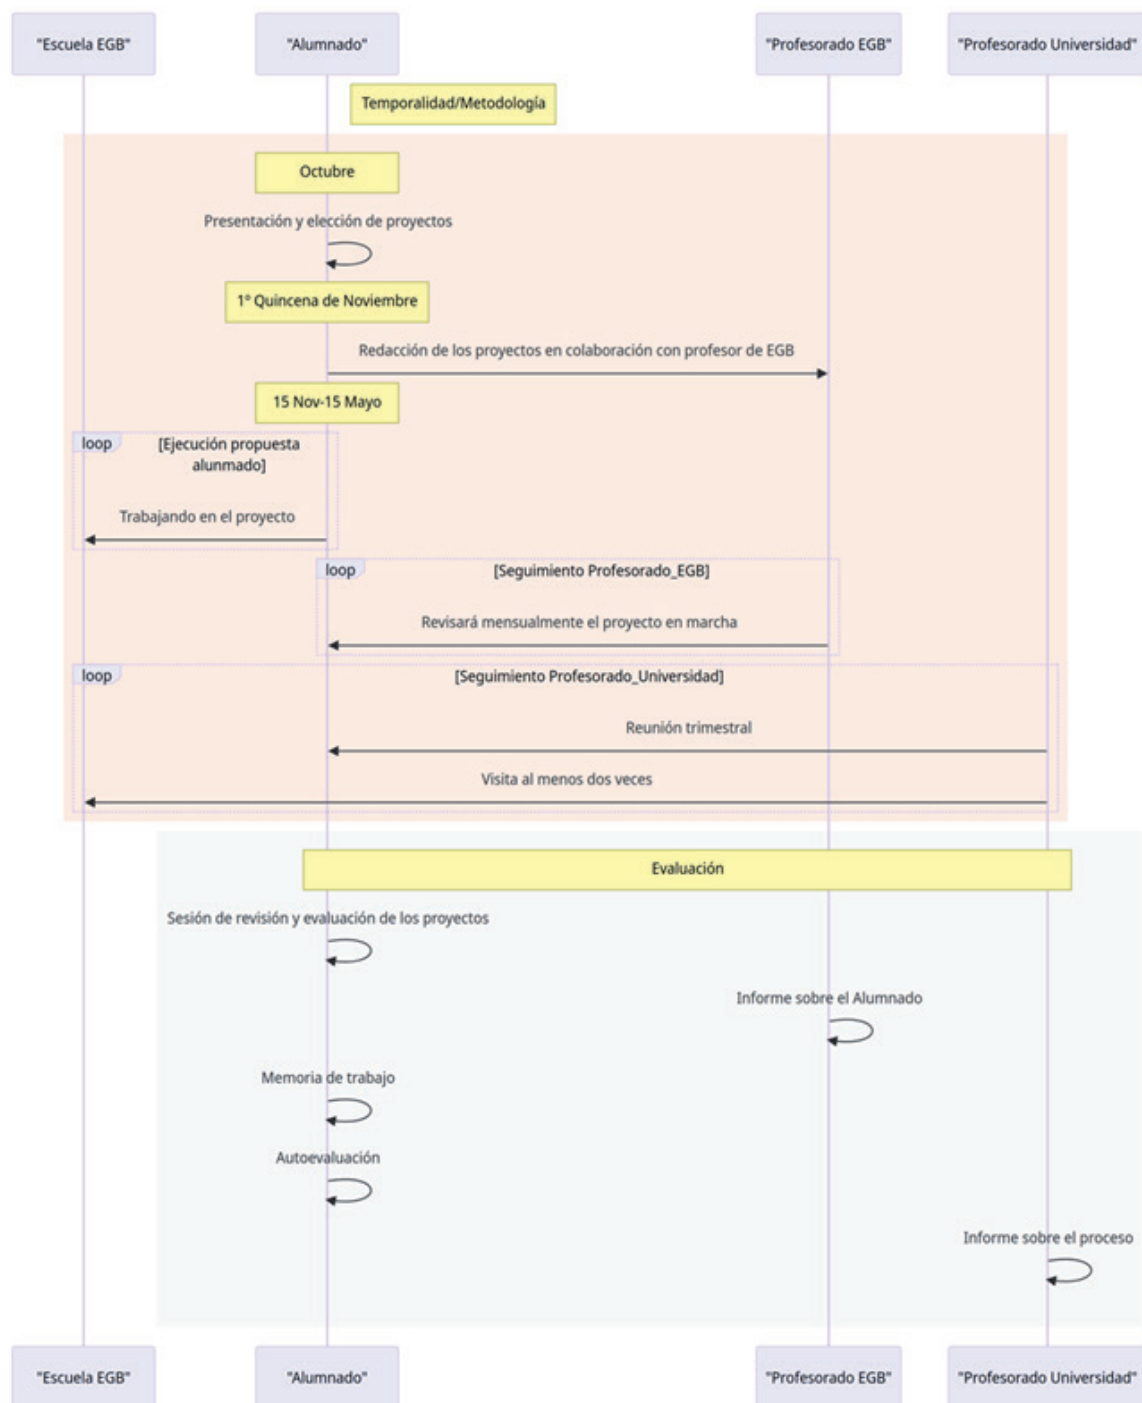 "Escuela EGB"
"Alumnado"
"Profesorado EGB"
"Profesorado Universidad"
Temporalidad/Metodología
Octubre
Presentación y elección de proyectos
1º Quincena de Noviembre
Redacción de los proyectos en colaboración con profesor de EGB
15 Nov-15 Mayo
loop
[Ejecución propuesta
alunmado]
Trabajando en el proyecto
loop
[Seguimiento Profesorado_EGB]
Revisará mensualmente el proyecto en marcha
loop
[Seguimiento Profesorado_Universidad]
Reunión trimestral
Visita al menos dos veces
Evaluación
Sesión de revisión y evaluación de los proyectos
Informe sobre el Alumnado
Memoria de trabajo
Autoevaluación
Informe sobre el proceso
"Escuela EGB"
"Alumnado"
"Profesorado EGB"
"Profesorado Universidad"